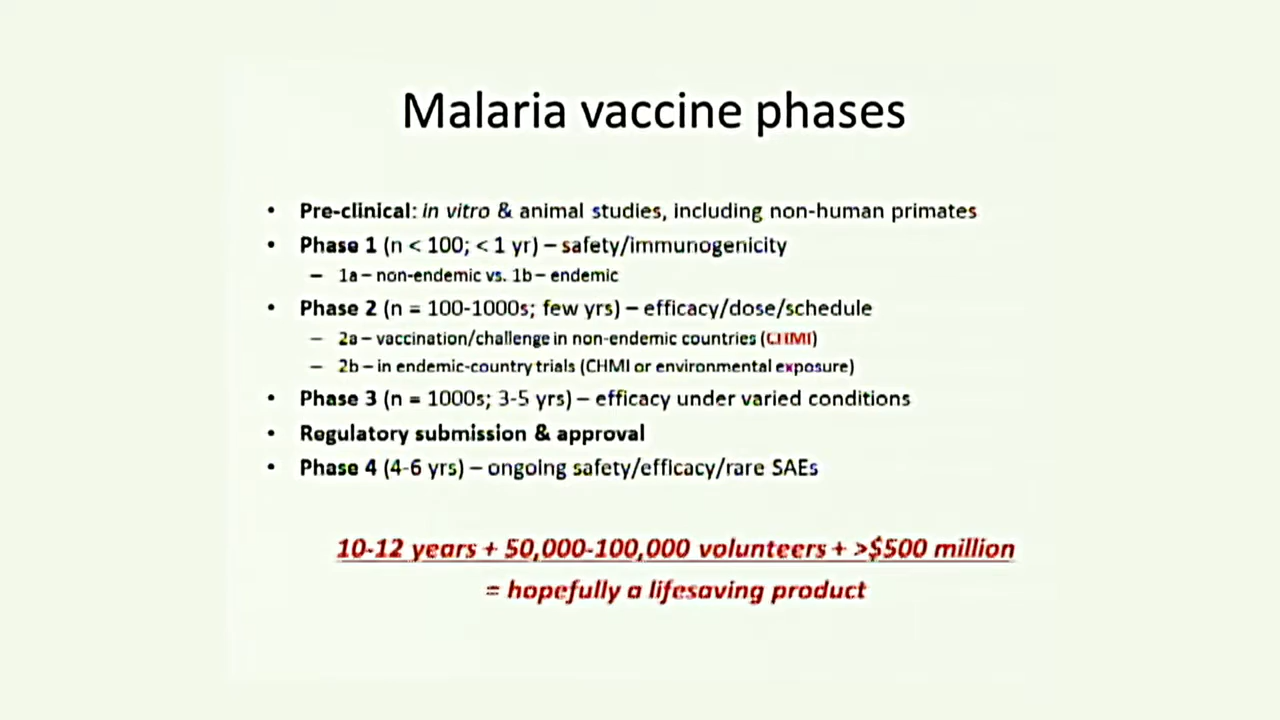 Malaria vaccine phases
• Pre-clinical: in vitro & animal studies, including non-human primates
• Phase 1 (n < 100; < 1 yr) – safety/immunogenicity
– 1a – non-endemic vs. 1b – endemic
• Phase 2 (n = 100-1000s; few yrs) – efficacy/dose/schedule
– 2a – vaccination/challenge in non-endemic countries (CHMI)
– 2b – in endemic-country trials (CHMI or environmental exposure)
• Phase 3 (n = 1000s; 3-5 yrs) – efficacy under varied conditions
• Regulatory submission & approval
• Phase 4 (4-6 yrs) – ongoing safety/efficacy/rare SAEs
10-12 years + 50,000-100,000 volunteers + >$500 million
= hopefully a lifesaving product